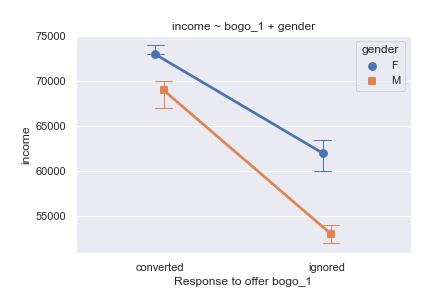 income ~ bogo_1 + gender
75000
70000
65000
60000
55000
income
gender
F
M
converted
ignored
Response to offer bogo_1